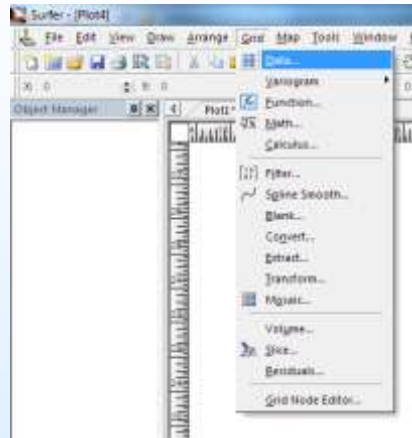 Surfer - [Plot4]
File Edit View Draw Arrange Grid Map Tools Window
X: 0
Object Manager
Plot1
Data...
Variogram
Function...
Math...
Calculus...
Filter...
Spline Smooth...
Blank...
Convert...
Extract...
Transform...
Mosaic...
Volume...
Slice...
Residuals...
Grid Node Editor...